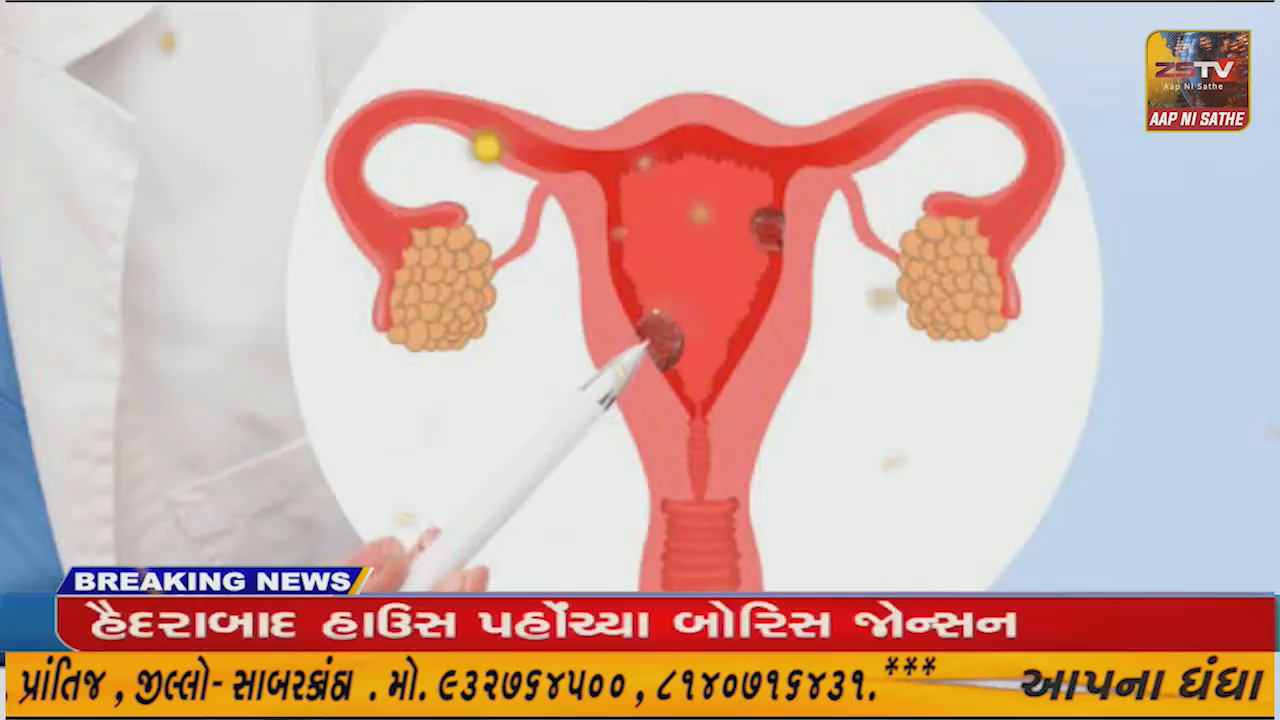 ZSTV
Aap Ni Sathe
AAP NI SATHE
BREAKING NEWS
હૈદરાબાદ હાઉસ પહોંચ્યા બોરિસ જોન્સન
. પ્રાંતિજ , જીલ્લો- સાબરકાંઠા . મો. ૯૩૨૭૬૪૫૦૦ , ૮૧૪૦૭૧૬૪૩૧. *** આપના ધંધા